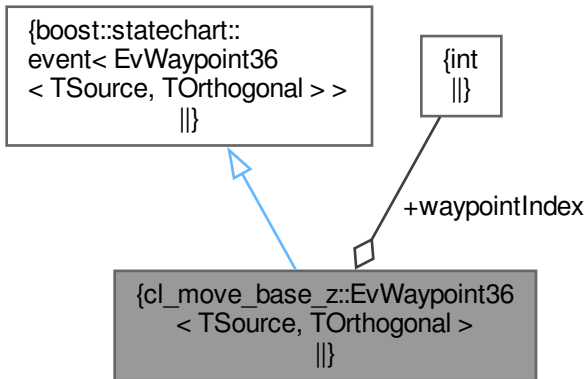 {boost::statechart::
event< EvWaypoint36
< TSource, TOrthogonal > >
||}
{int
||}
+waypointIndex
{cl_move_base_z::EvWaypoint36
< TSource, TOrthogonal >
||}